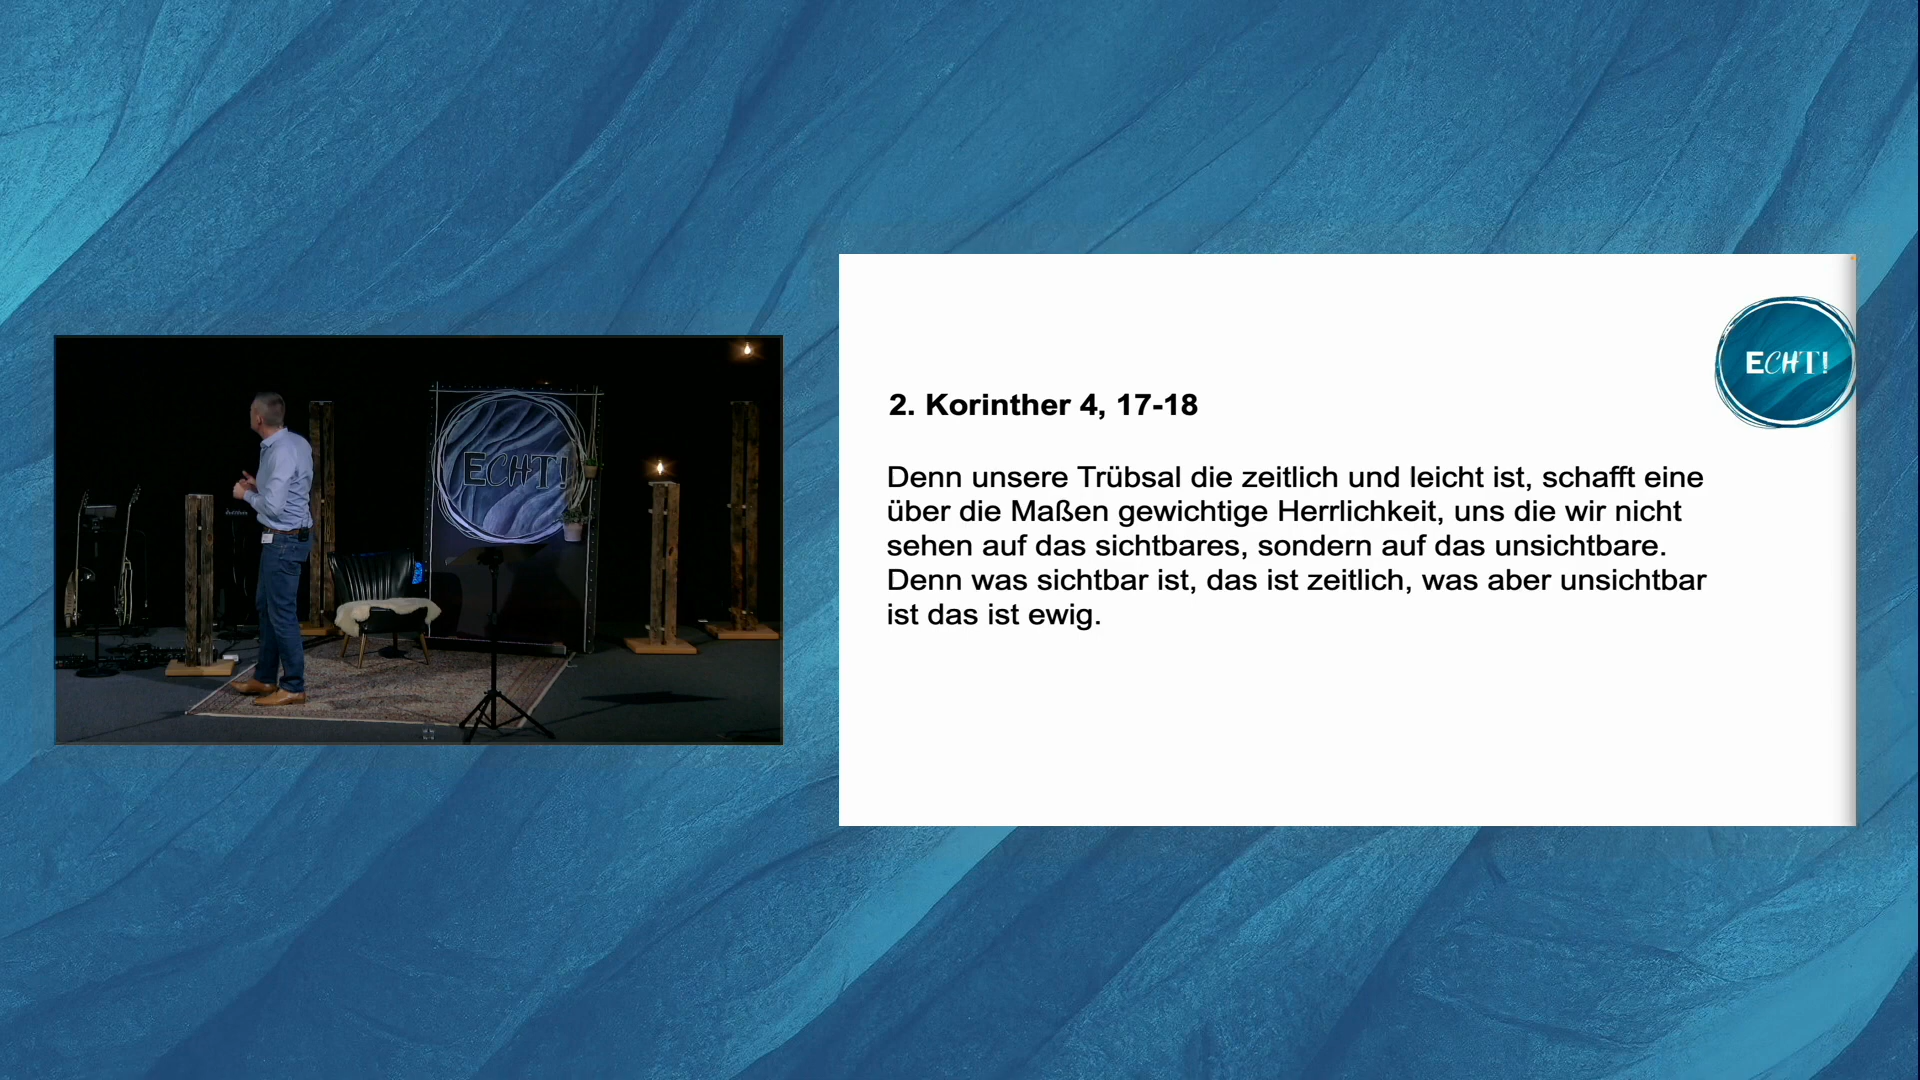 ECHT!
ECHT!
2. Korinther 4, 17-18
Denn unsere Trübsal die zeitlich und leicht ist, schafft eine
über die Maßen gewichtige Herrlichkeit, uns die wir nicht
sehen auf das sichtbares, sondern auf das unsichtbare.
Denn was sichtbar ist, das ist zeitlich, was aber unsichtbar
ist das ist ewig.